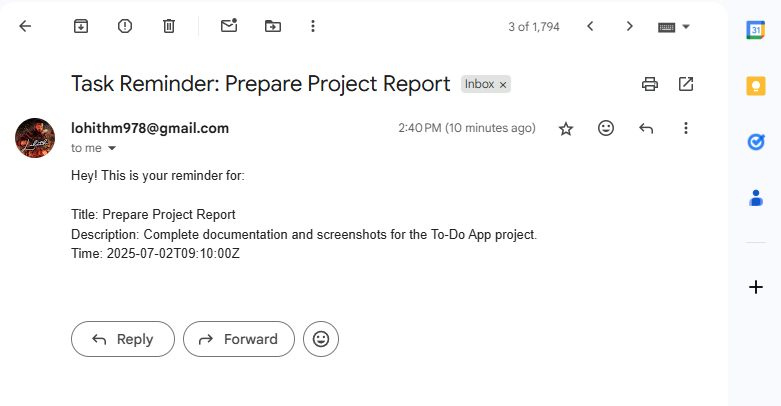 3 of 1,794
31
Task Reminder: Prepare Project Report
Inbox ×
lohithm978@gmail.com
2:40 PM (10 minutes ago)
to me
Hey! This is your reminder for:
Title: Prepare Project Report
Description: Complete documentation and screenshots for the To-Do App project.
Time: 2025-07-02T09:10:00Z
Reply
Forward